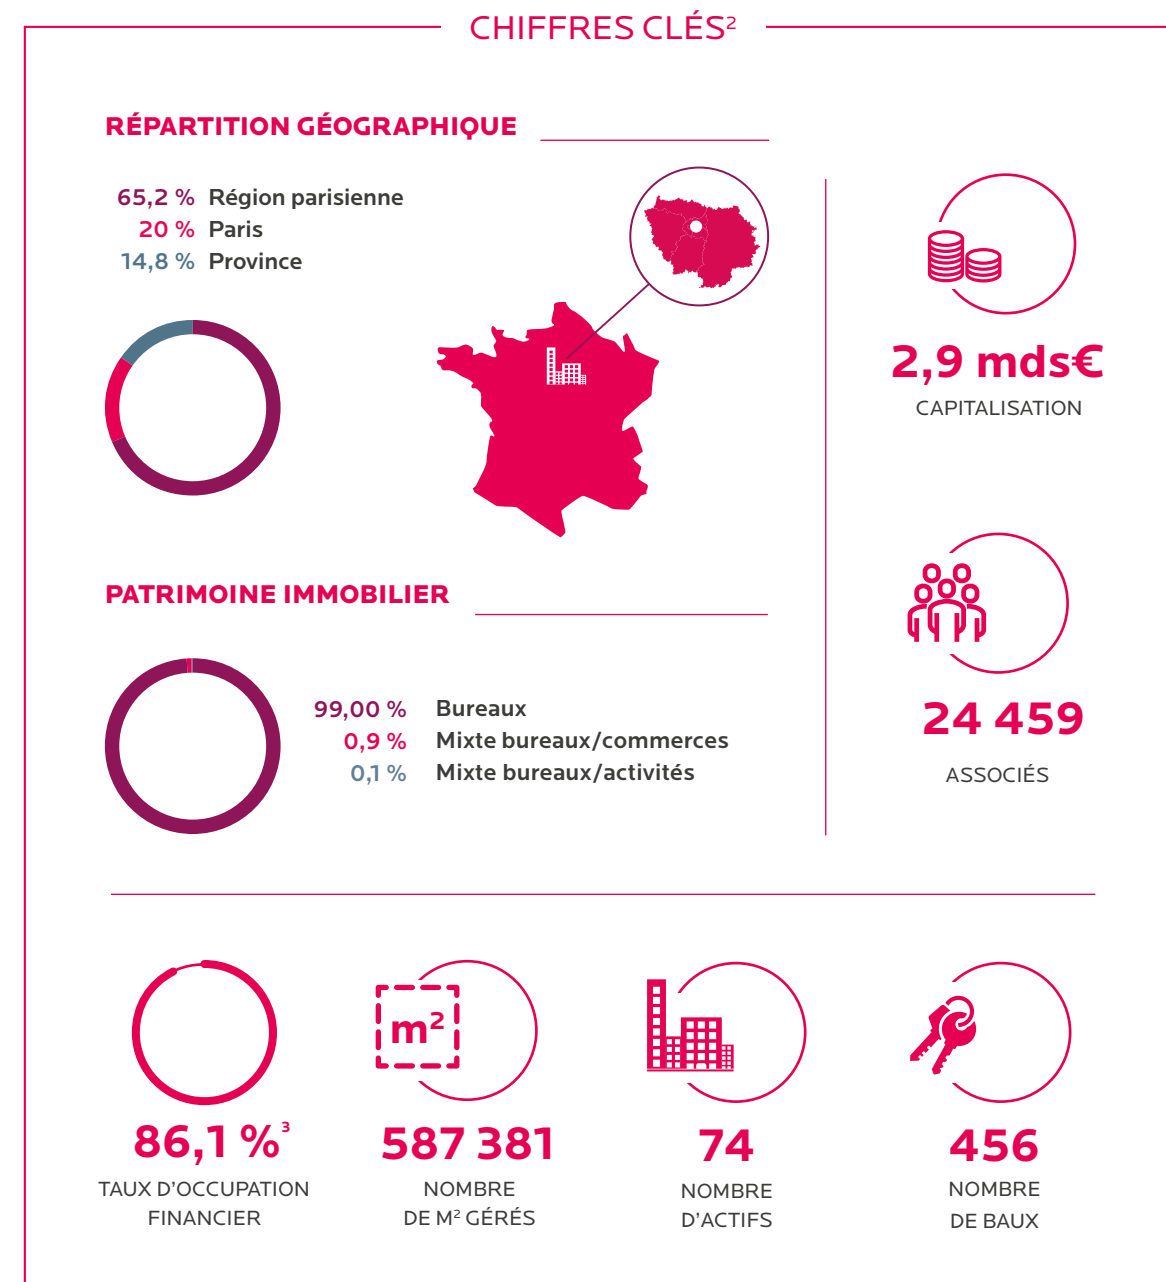 CHIFFRES CLÉS²
RÉPARTITION GÉOGRAPHIQUE
65,2 % Région parisienne
20 % Paris
14,8 % Province
2,9 mds€
CAPITALISATION
PATRIMOINE IMMOBILIER
99,00 % Bureaux
0,9 % Mixte bureaux/commerces
0,1 % Mixte bureaux/activités
24 459
ASSOCIÉS
86,1 %³
TAUX D'OCCUPATION
FINANCIER
m²
587 381
NOMBRE
DE M² GÉRÉS
74
NOMBRE
D'ACTIFS
456
NOMBRE
DE BAUX